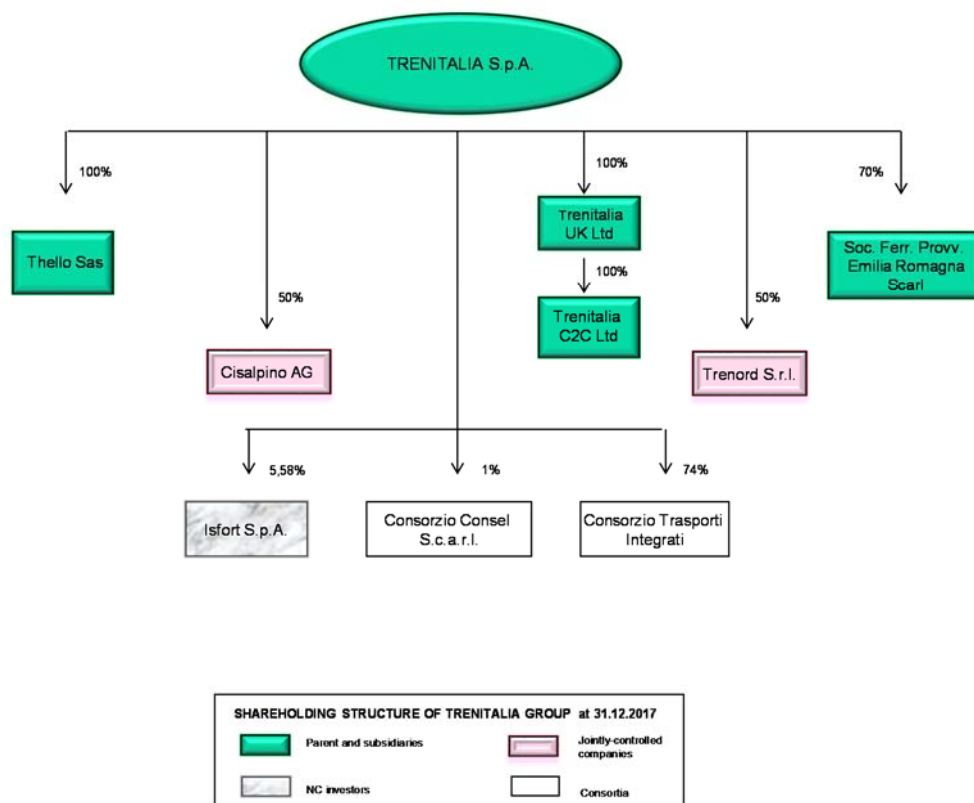 TRENITALIA S.p.A.
100%
100%
70%
Thello Sas
Trenitalia
UK Ltd
Soc. Ferr. Provv.
Emilia Romagna
Scarl
100%
50%
50%
Trenitalia
C2C Ltd
Cisalpino AG
Trenord S.r.l.
5,58%
1%
74%
Isfort S.p.A.
Consorzio Consel
S.c.a.r.l.
Consorzio Trasporti
Integrati
SHAREHOLDING STRUCTURE OF TRENITALIA GROUP at 31.12.2017
Parent and subsidiaries
Jointly-controlled
companies
NC investors
Consortia